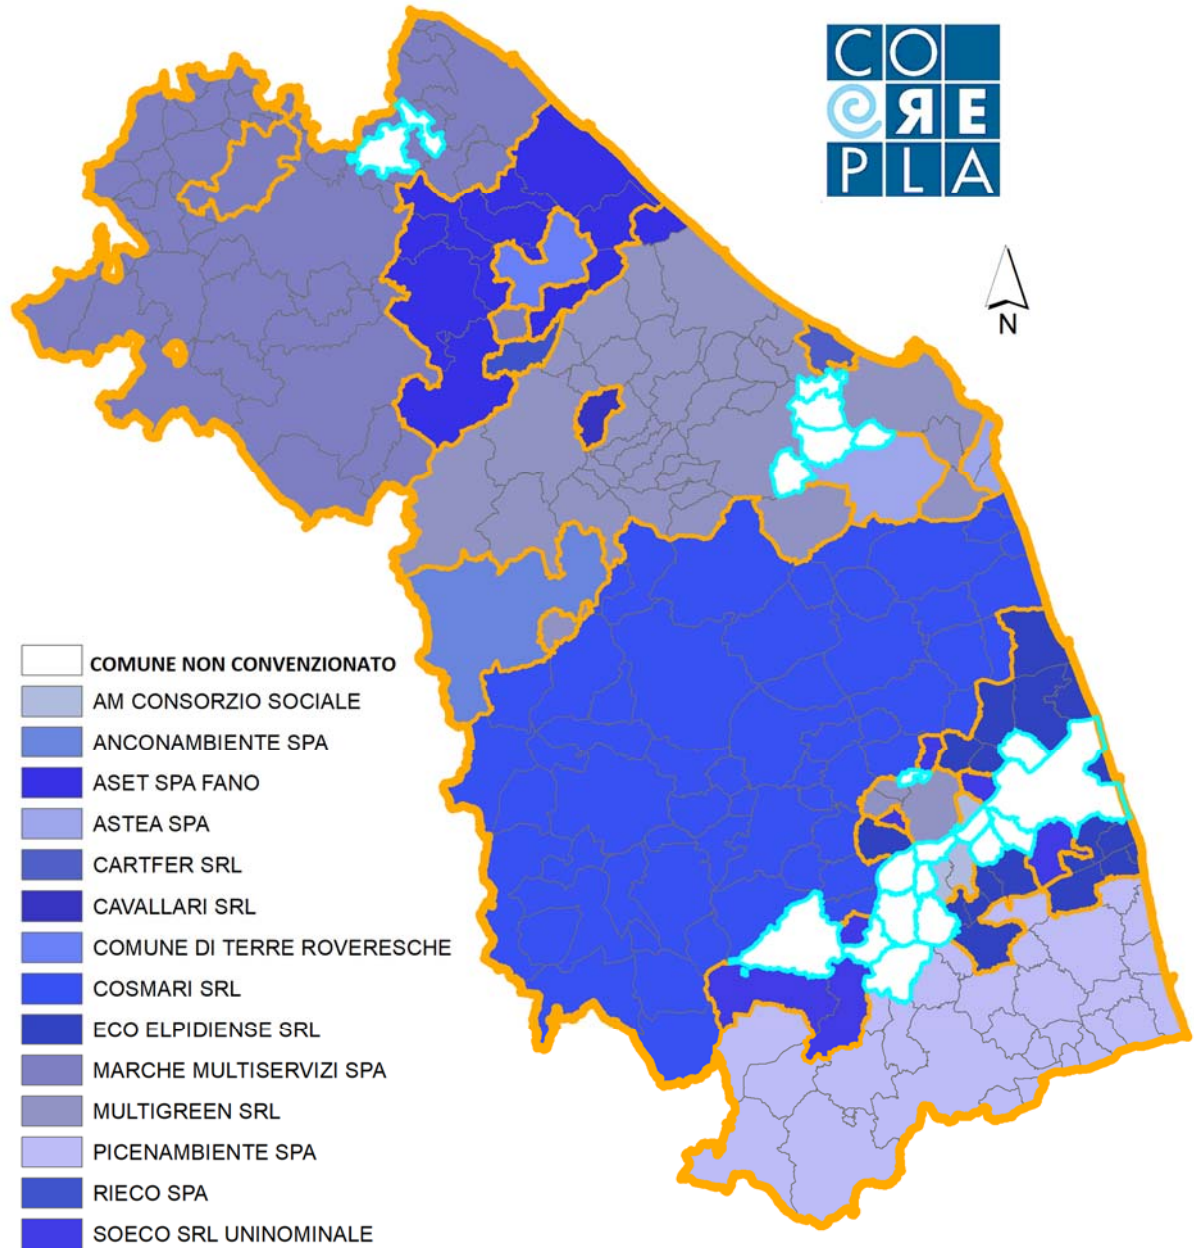 CO
eRE
PLA
N
COMUNE NON CONVENZIONATO
AM CONSORZIO SOCIALE
ANCONAMBIENTE SPA
ASET SPA FANO
ASTEA SPA
CARTFER SRL
CAVALLARI SRL
COMUNE DI TERRE ROVERESCHE
COSMARI SRL
ECO ELPIDIENSE SRL
MARCHE MULTISERVIZI SPA
MULTIGREEN SRL
PICENAMBIENTE SPA
RIECO SPA
SOECO SRL UNINOMINALE